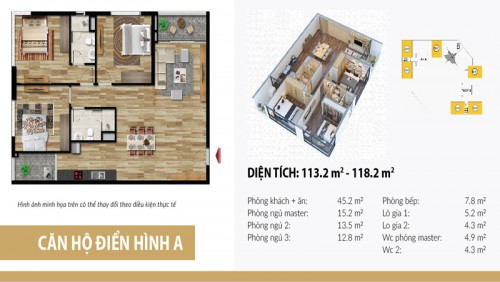 Hình ảnh minh họa trên có thể thay đổi theo điều kiện thực tế
CĂN HỘ ĐIỂN HÌNH A
DIỆN TÍCH: 113.2 m² - 118.2 m²
Phòng khách + ăn: 45.2 m²
Phòng ngủ master: 15.2 m²
Phòng ngủ 2: 13.5 m²
Phòng ngủ 3: 12.8 m²
Phòng bếp: 7.8 m²
Lô gia 1: 5.2 m²
Lo gia 2: 4.3 m²
Wc phòng master: 4.9 m²
Wc 2: 4.3 m²